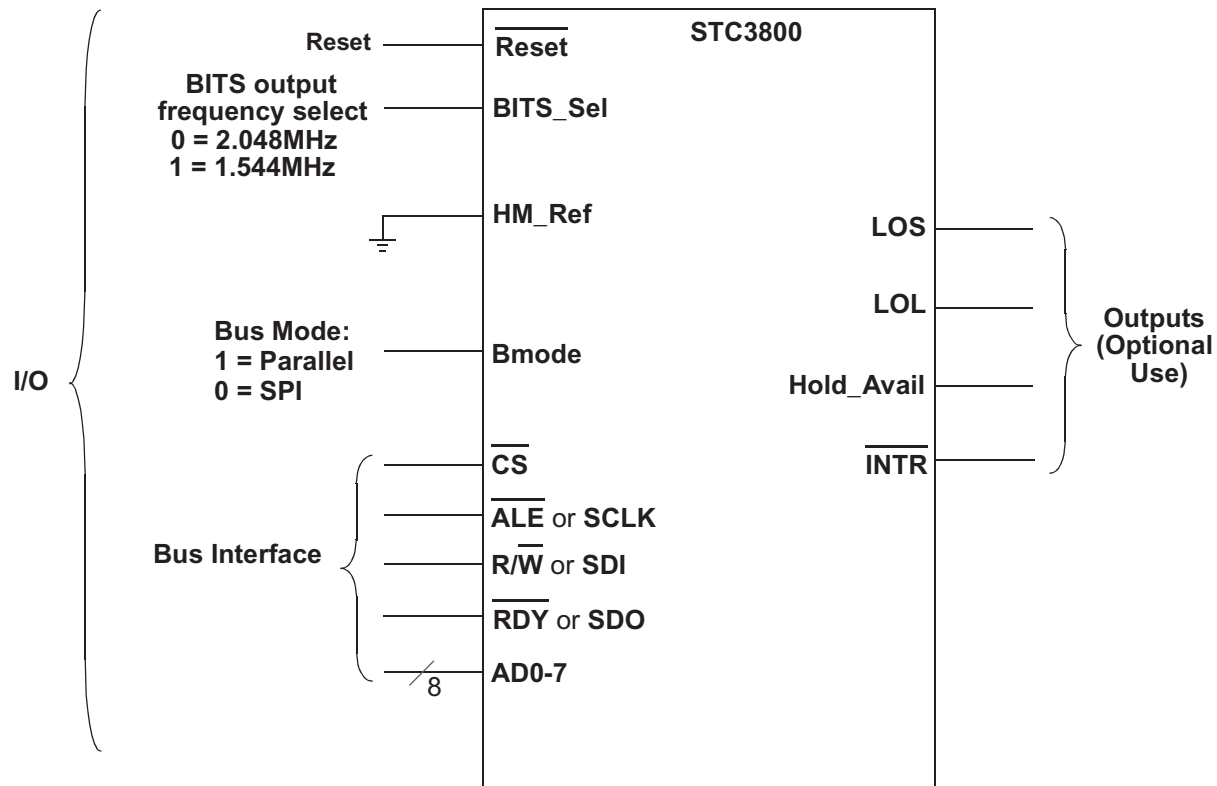 STC3800
Reset
Reset
BITS output
frequency select
0 = 2.048MHz
1 = 1.544MHz
BITS_Sel
HM_Ref
Bus Mode:
1 = Parallel
0 = SPI
Bmode
I/O
Bus Interface
CS
ALE or SCLK
R/W or SDI
RDY or SDO
AD0-7
8
LOS
LOL
Hold_Avail
INTR
Outputs
(Optional
Use)